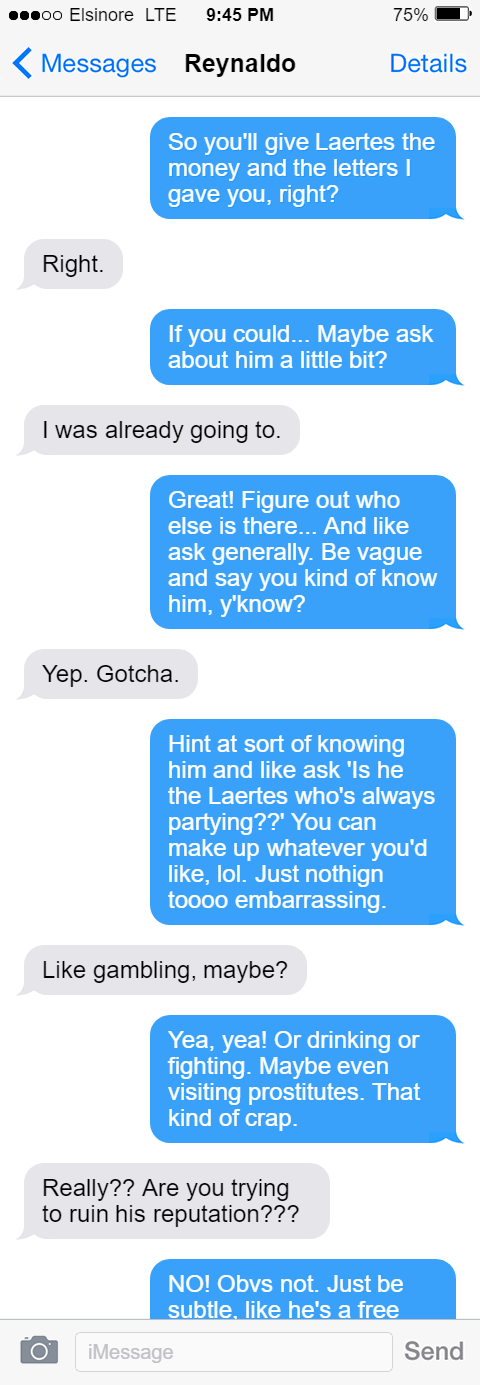 Elsinore LTE 9:45 PM 75%
Messages Reynaldo Details
So you'll give Laertes the
money and the letters I
gave you, right?
Right.
If you could... Maybe ask
about him a little bit?
I was already going to.
Great! Figure out who
else is there... And like
ask generally. Be vague
and say you kind of know
him, y'know?
Yep. Gotcha.
Hint at sort of knowing
him and like ask 'Is he
the Laertes who's always
partying??' You can
make up whatever you'd
like, lol. Just nothign
toooo embarrassing.
Like gambling, maybe?
Yea, yea! Or drinking or
fighting. Maybe even
visiting prostitutes. That
kind of crap.
Really?? Are you trying
to ruin his reputation???
NO! Obvs not. Just be
subtle, like he's a free
iMessage Send